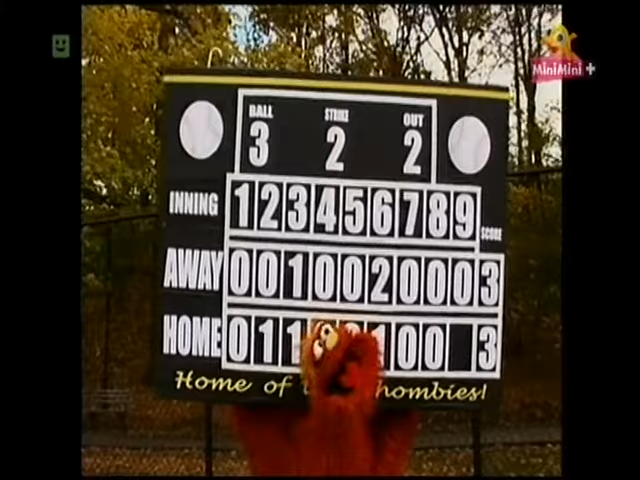 MiniMini+
BALL STRIKE OUT
3 2 2
INNING 1 2 3 4 5 6 7 8 9 SCORE
AWAY 0 0 1 0 0 2 0 0 0 3
HOME 0 1 1 1 0 0 3
Home of hombies!